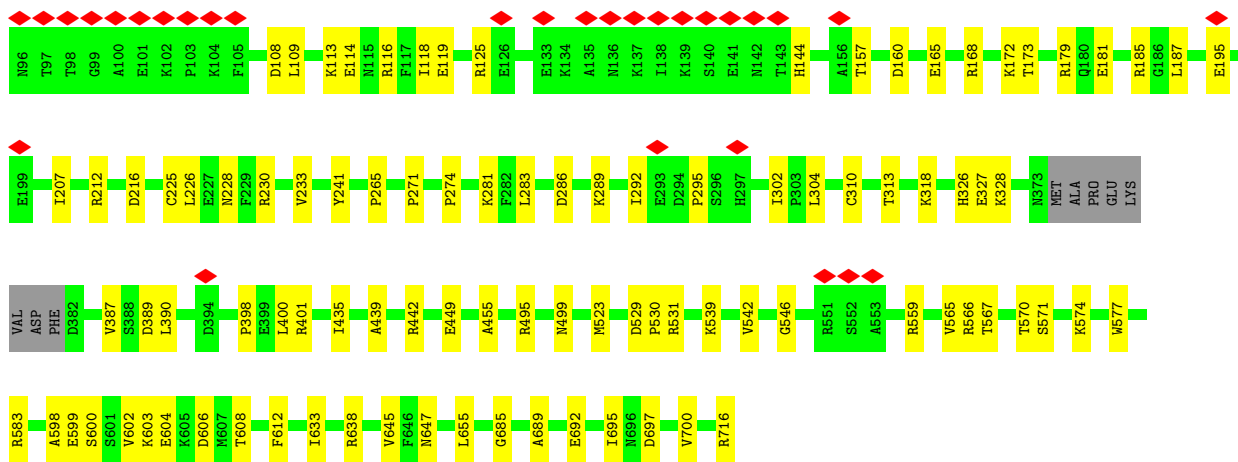 N96 T97 T98 G99 A100 E101 K102 P103 K104 F105 D108 L109 K113 E114 N115 R116 F117 I118 E119 R125 E126 E133 K134 A135 N136 K137 I138 K139 S140 E141 N142 T143 H144 A156 T157 D160 E165 R168 K172 T173 R179 Q180 E181 R185 G186 L187 E195
E199 I207 R212 D216 C225 L226 E227 N228 F229 R230 V233 Y241 P265 P271 P274 K281 F282 L283 D286 K289 I292 E293 D294 P295 S296 H297 I302 P303 L304 C310 T313 K318 H326 E327 K328 N373 MET ALA PRO GLU LYS
VAL ASP PHE D382 V387 S388 D389 L390 D394 P398 E399 L400 R401 I435 A439 R442 E449 A455 R495 N499 M523 D529 P530 R531 K539 V542 G546 R551 S552 A553 R559 V565 R566 T567 T570 S571 K574 W577
R583 A598 E599 S600 S601 V602 K603 E604 K605 D606 M607 T608 F612 I633 R638 V645 F646 N647 L655 G685 A689 E692 I695 N696 D697 V700 R716